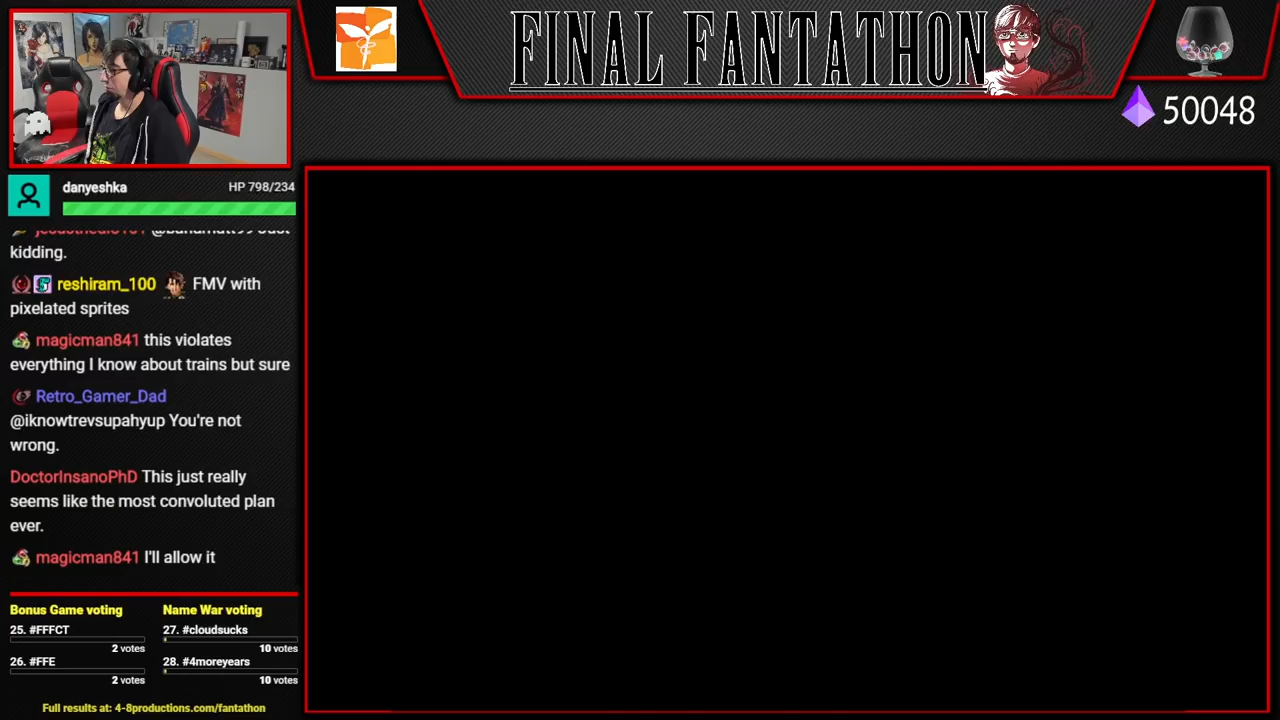 FINAL FANTATHON
50048
danyeshka
HP 798/234
kidding.
reshiram_100 FMV with
pixelated sprites
magicman841 this violates
everything I know about trains but sure
Retro_Gamer_Dad
@iknowtrevsupahyup You're not
wrong.
DoctorInsanoPhD This just really
seems like the most convoluted plan
ever.
magicman841 I'll allow it
Bonus Game voting
25. #FFFCT
2 votes
26. #FFE
2 votes
Name War voting
27. #cloudsucks
10 votes
28. #4moreyears
10 votes
Full results at: 4-8productions.com/fantathon